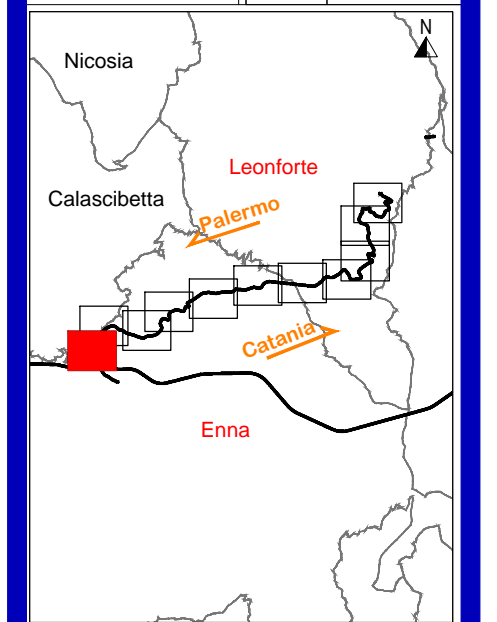 N
Nicosia
Leonforte
Calascibetta
Palermo
Catania
Enna